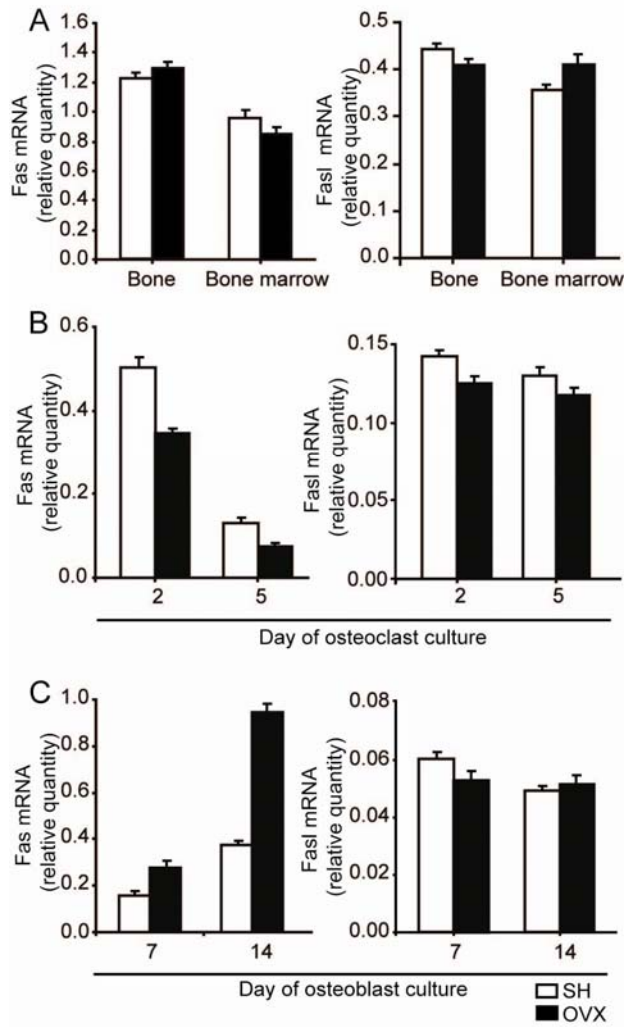 A
Fas mRNA
(relative quantity)
1.6
1.4
1.2
1.0
0.8
0.6
0.4
0.2
0.0
Bone Bone marrow
Fasl mRNA
(relative quantity)
0.5
0.4
0.3
0.2
0.1
0.0
Bone Bone marrow
B
Fas mRNA
(relative quantity)
0.6
0.4
0.2
0.0
2 5
Fasl mRNA
(relative quantity)
0.15
0.10
0.05
0.00
2 5
Day of osteoclast culture
C
Fas mRNA
(relative quantity)
1.0
0.8
0.6
0.4
0.2
0.0
7 14
Fasl mRNA
(relative quantity)
0.08
0.06
0.04
0.02
0.00
7 14
Day of osteoblast culture
SH
OVX